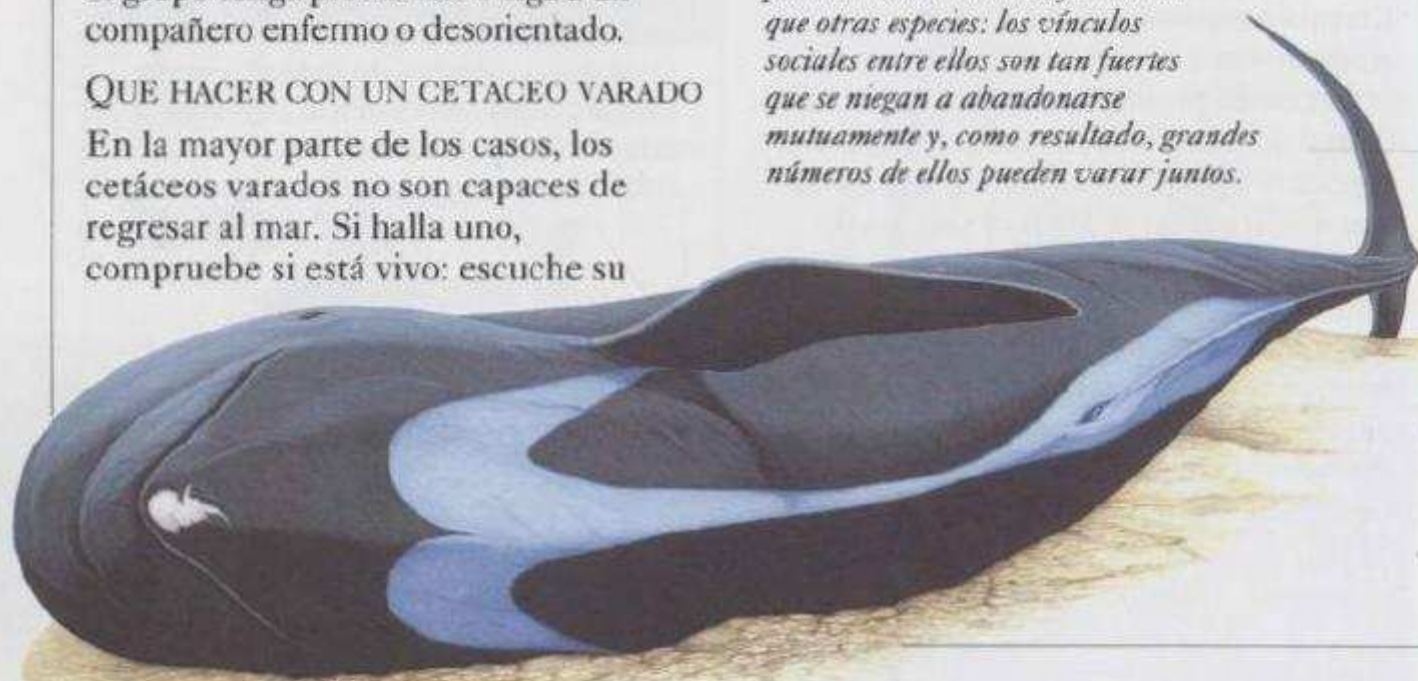 compañero enfermo o desorientado.
QUE HACER CON UN CETACEO VARADO
En la mayor parte de los casos, los
cetáceos varados no son capaces de
regresar al mar. Si halla uno,
compruebe si está vivo: escuche su
que otras especies: los vínculos
sociales entre ellos son tan fuertes
que se niegan a abandonarse
mutuamente y, como resultado, grandes
números de ellos pueden varar juntos.